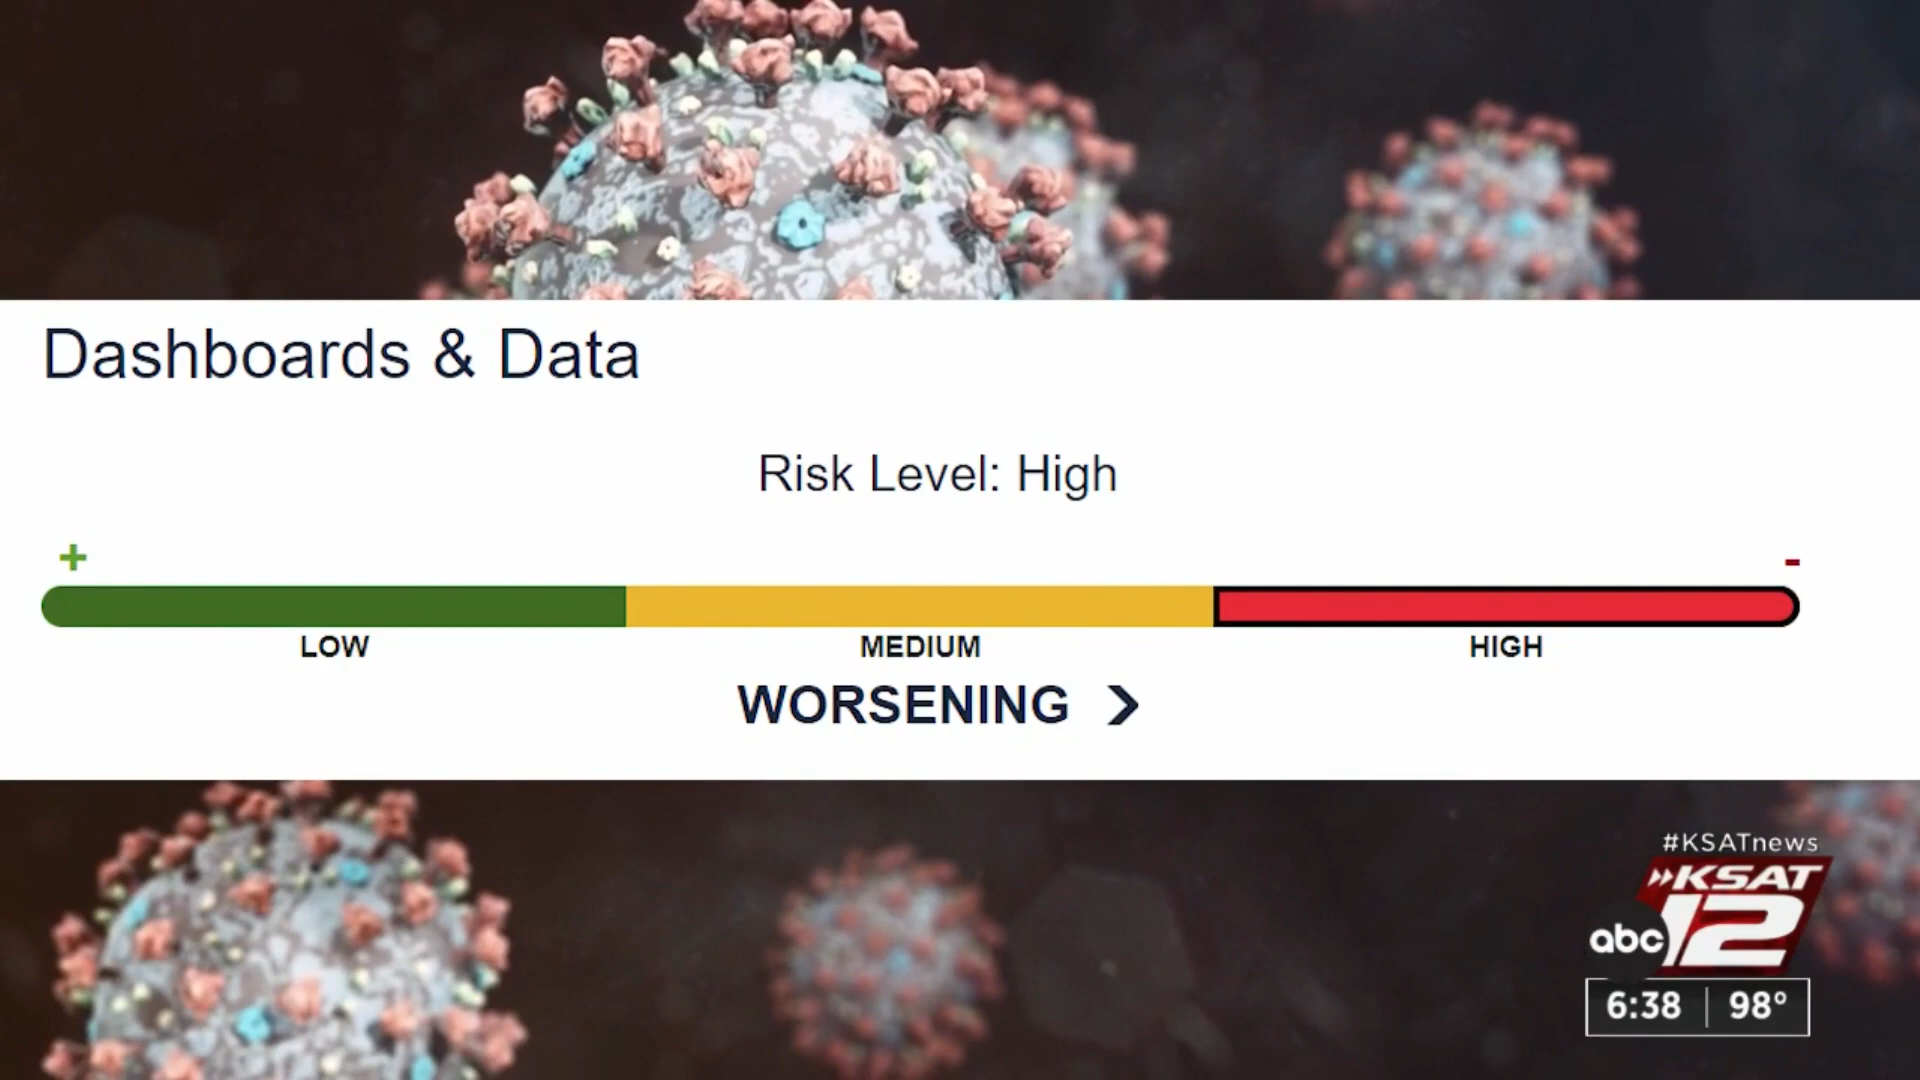 Dashboards & Data
Risk Level: High
+ -
LOW MEDIUM HIGH
WORSENING >
#KSATnews
KSAT
abc 12
6:38 | 98°